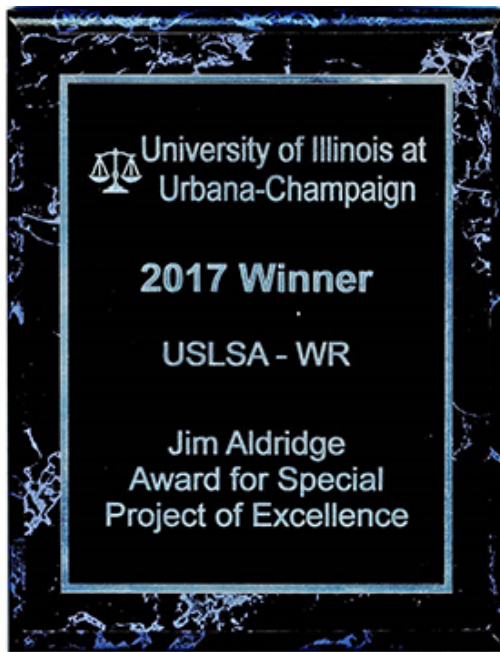 University of Illinois at
Urbana-Champaign
2017 Winner
USLSA - WR
Jim Aldridge
Award for Special
Project of Excellence